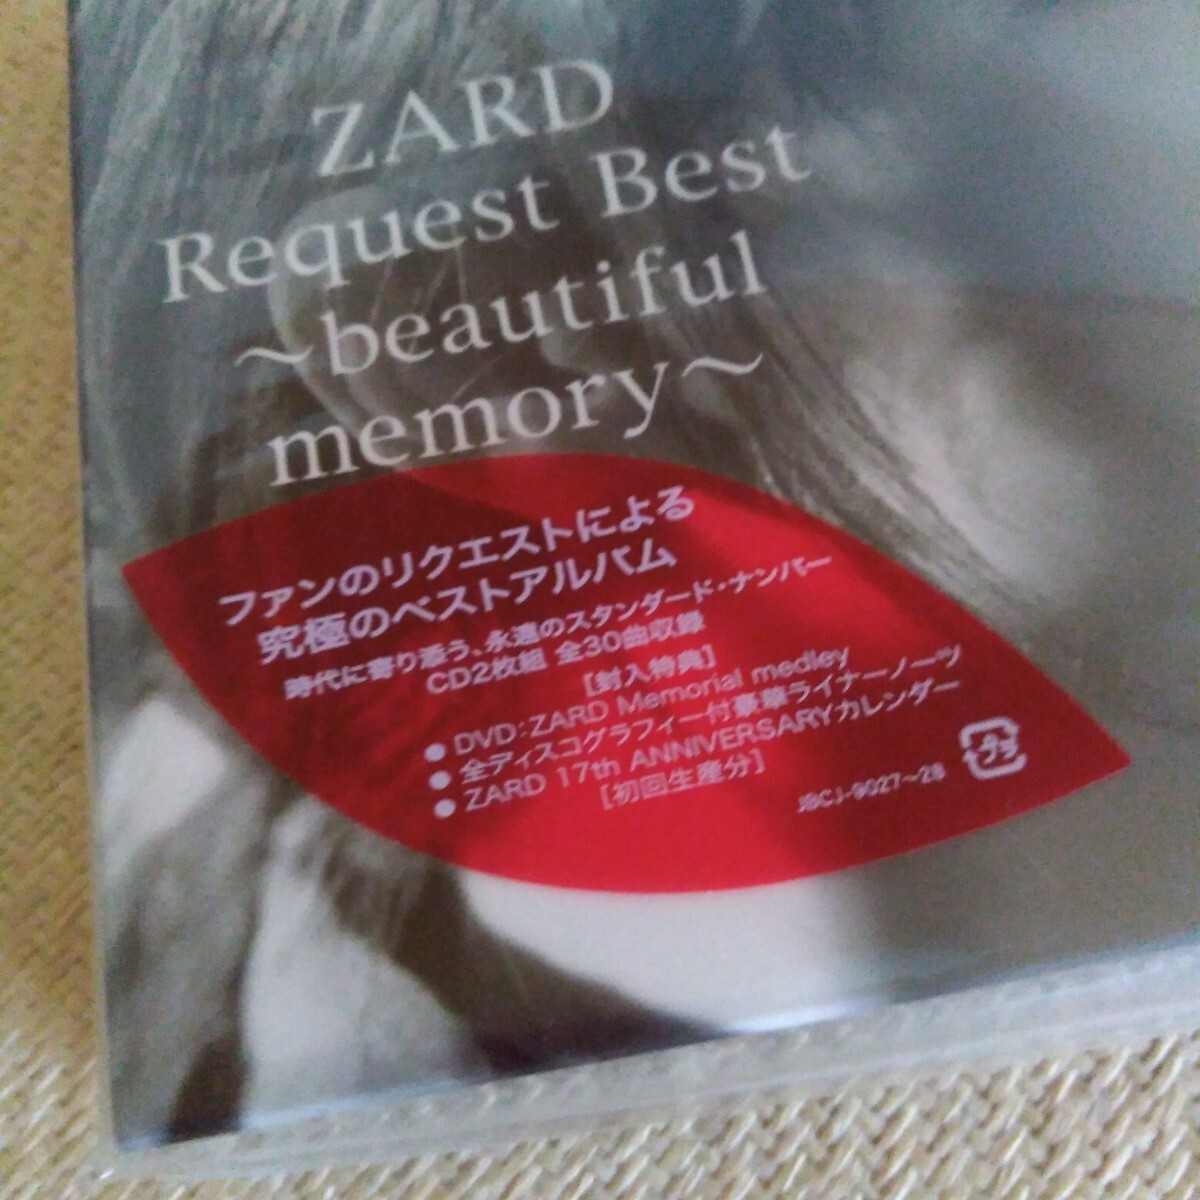 ZARD
Request Best
～beautiful
memory～
ファンのリクエストによる
究極のベストアルバム
時代に寄り添う、永遠のスタンダード・ナンバー
CD2枚組 全30曲収録
[封入特典]
● DVD:ZARD Memorial medley
● 全ディスコグラフィー付豪華ライナーノーツ
● ZARD 17th ANNIVERSARYカレンダー
[初回生産分]
JBCJ-9027～28
プラ